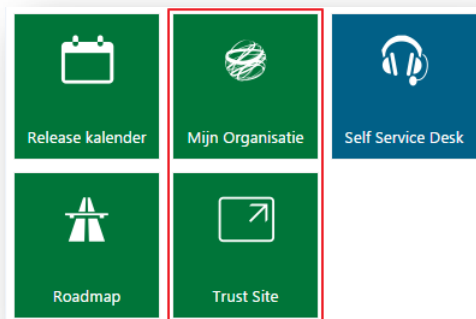 Release kalender
Mijn Organisatie
Self Service Desk
Roadmap
Trust Site